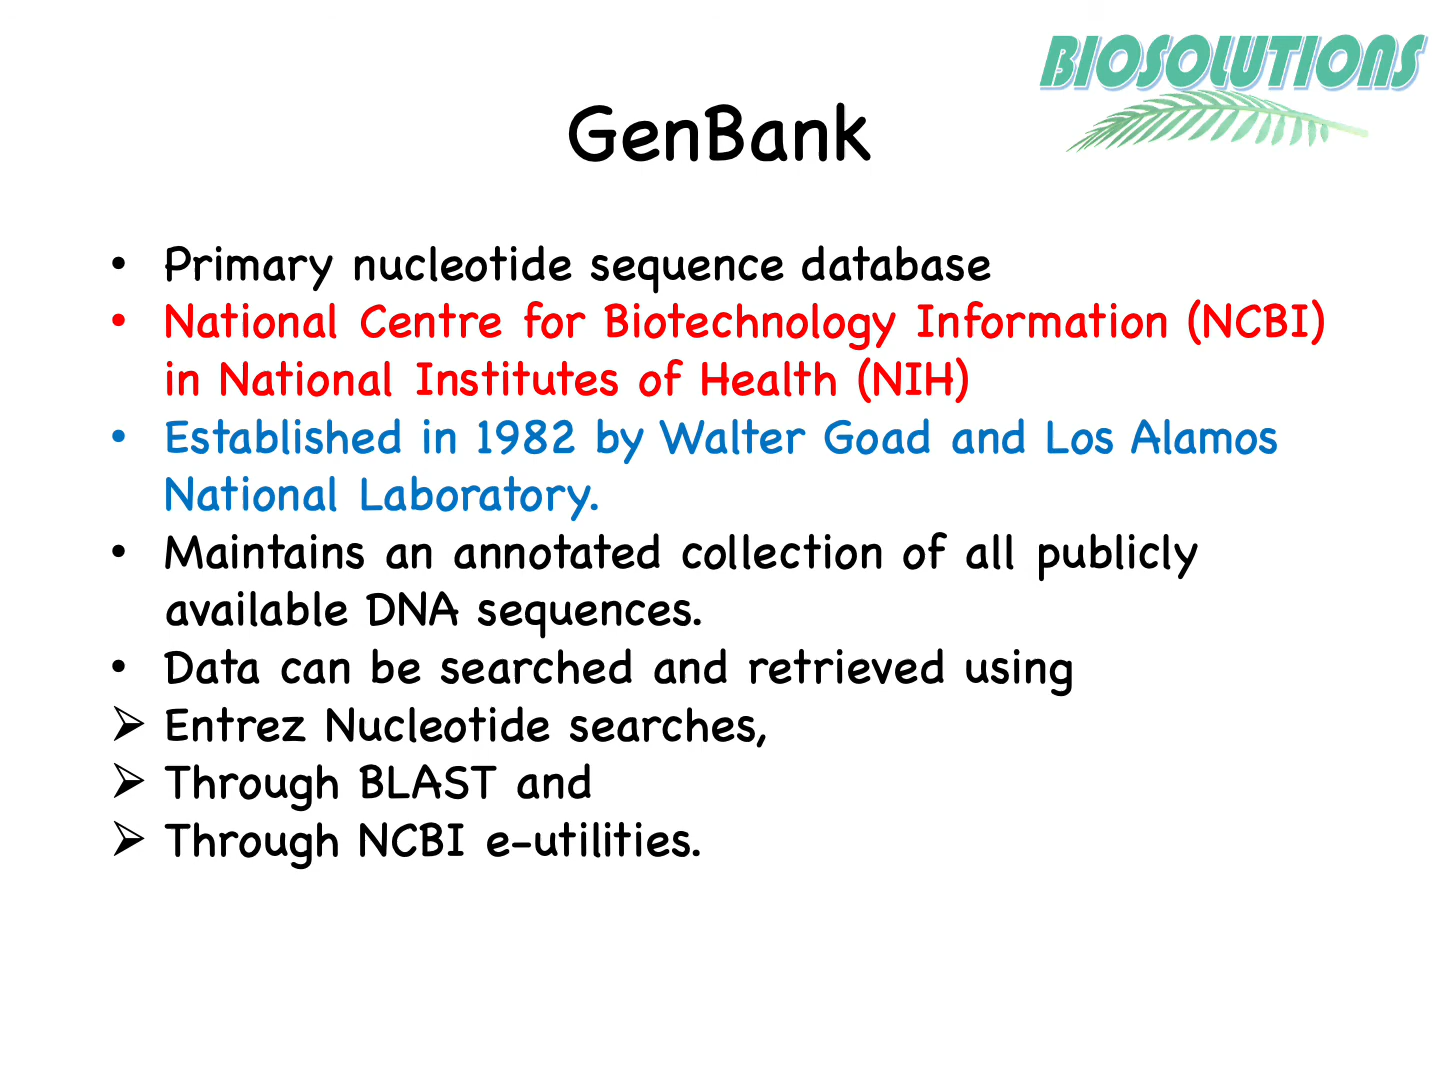 BIOSOLUTIONS
GenBank
• Primary nucleotide sequence database
• National Centre for Biotechnology Information (NCBI)
in National Institutes of Health (NIH)
• Established in 1982 by Walter Goad and Los Alamos
National Laboratory.
• Maintains an annotated collection of all publicly
available DNA sequences.
• Data can be searched and retrieved using
➢ Entrez Nucleotide searches,
➢ Through BLAST and
➢ Through NCBI e-utilities.